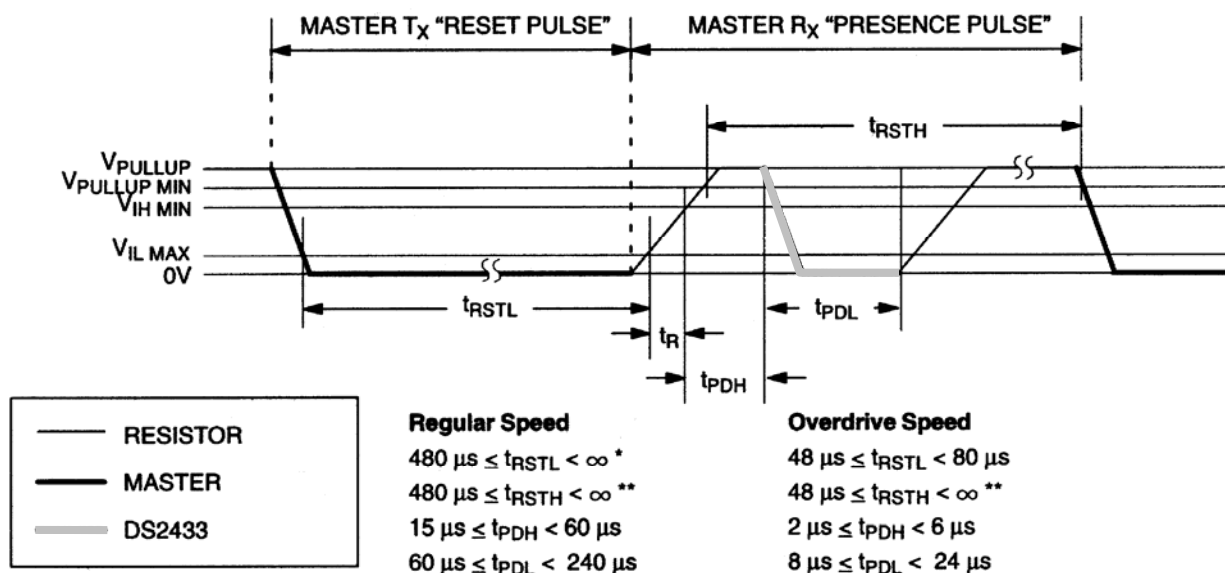 MASTER TX “RESET PULSE”
MASTER RX “PRESENCE PULSE”
tRSTH
VPULLUP
VPULLUP MIN
VIH MIN
VIL MAX
0V
tRSTL
tR
tPDL
tPDH
RESISTOR
MASTER
DS2433
Regular Speed
480 μs ≤ tRSTL < ∞ *
480 μs ≤ tRSTH < ∞ **
15 μs ≤ tPDH < 60 μs
60 μs ≤ tPDL < 240 μs
Overdrive Speed
48 μs ≤ tRSTL < 80 μs
48 μs ≤ tRSTH < ∞ **
2 μs ≤ tPDH < 6 μs
8 μs ≤ tPDL < 24 μs